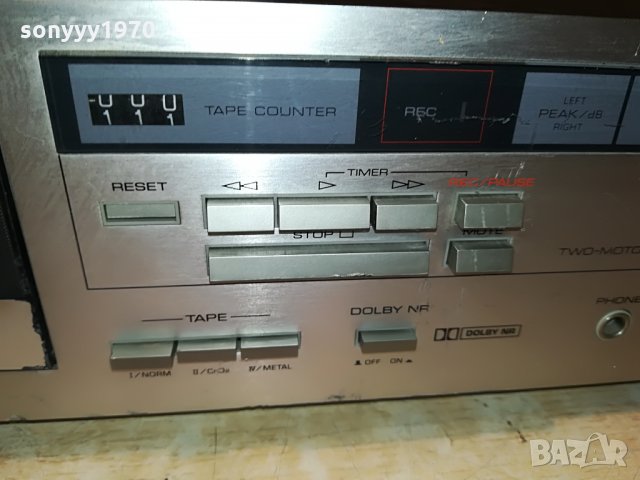 sonyyy1970
TAPE COUNTER
REC
LEFT
PEAK/dB
RIGHT
TIMER
RESET
REC/PAUSE
STOP
MUTE
TWO-MOTO
TAPE
I/NORM
II/CrO2
IV/METAL
DOLBY NR
OFF
ON
DOLBY NR
PHONE
BAZAR
bg